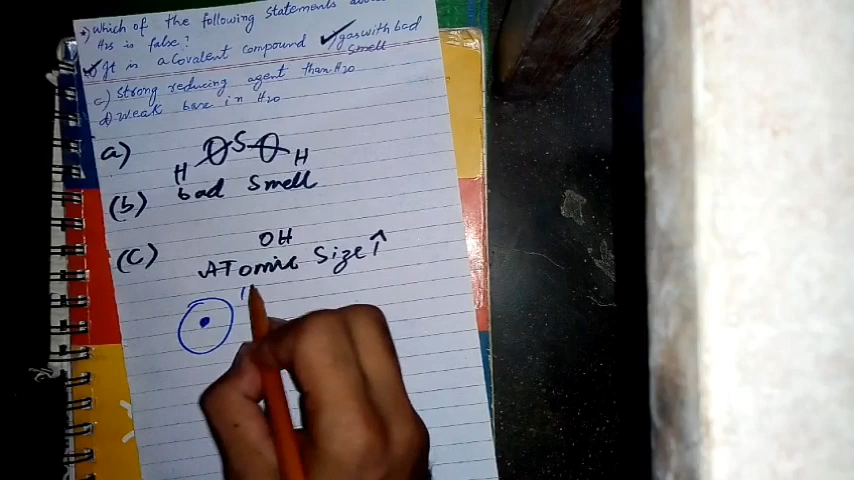 *) Which of the following Statements
H2S is false?
a) It is a Covalent compound ✓ gas with bad
Smell
c) Strong reducing agent than H2O
d) Weak base in H2O
a) H S H
(b) bad Smell
OH
(C) ATomic Size ↑